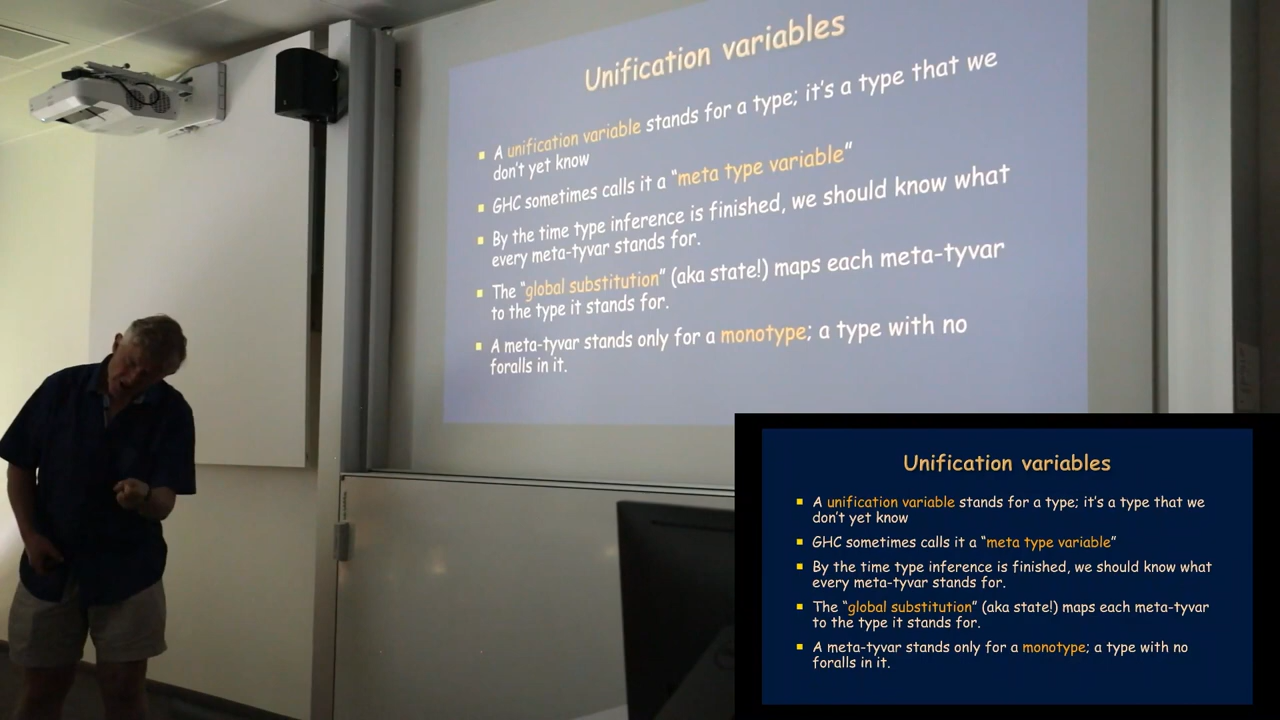 Unification variables
A unification variable stands for a type; it's a type that we
don't yet know
GHC sometimes calls it a “meta type variable”
By the time type inference is finished, we should know what
every meta-tyvar stands for.
The “global substitution” (aka state!) maps each meta-tyvar
to the type it stands for.
A meta-tyvar stands only for a monotype; a type with no
foralls in it.
Unification variables
A unification variable stands for a type; it's a type that we
don't yet know
GHC sometimes calls it a “meta type variable”
By the time type inference is finished, we should know what
every meta-tyvar stands for.
The “global substitution” (aka state!) maps each meta-tyvar
to the type it stands for.
A meta-tyvar stands only for a monotype; a type with no
foralls in it.